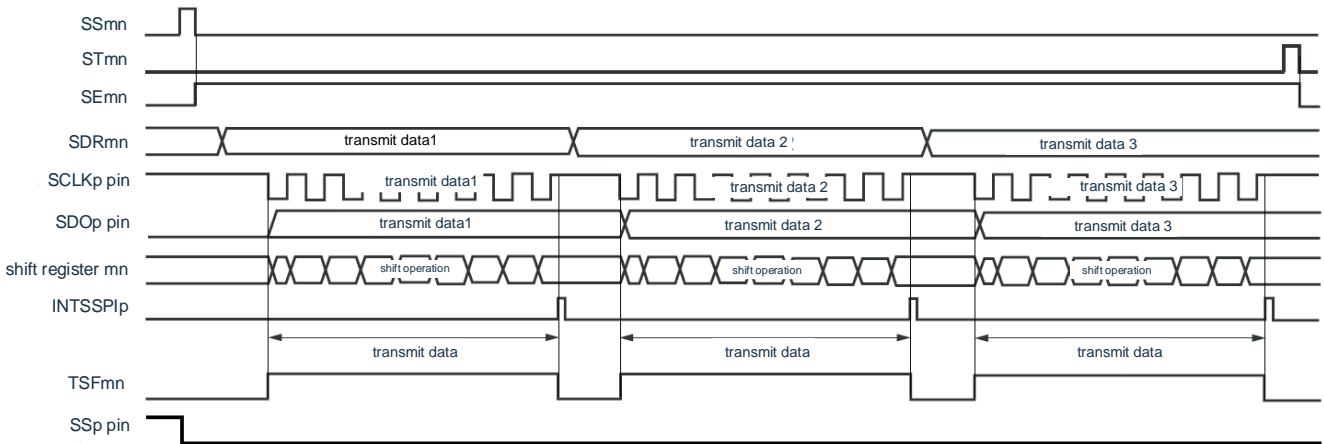 SSmn
STmn
SEmn
SDRmn transmit data1 transmit data 2 transmit data 3
SCLKp pin transmit data1 transmit data 2 transmit data 3
SDOp pin transmit data1 transmit data 2 transmit data 3
shift register mn shift operation shift operation shift operation
INTSSPIp
transmit data transmit data transmit data
TSFmn
SSp pin